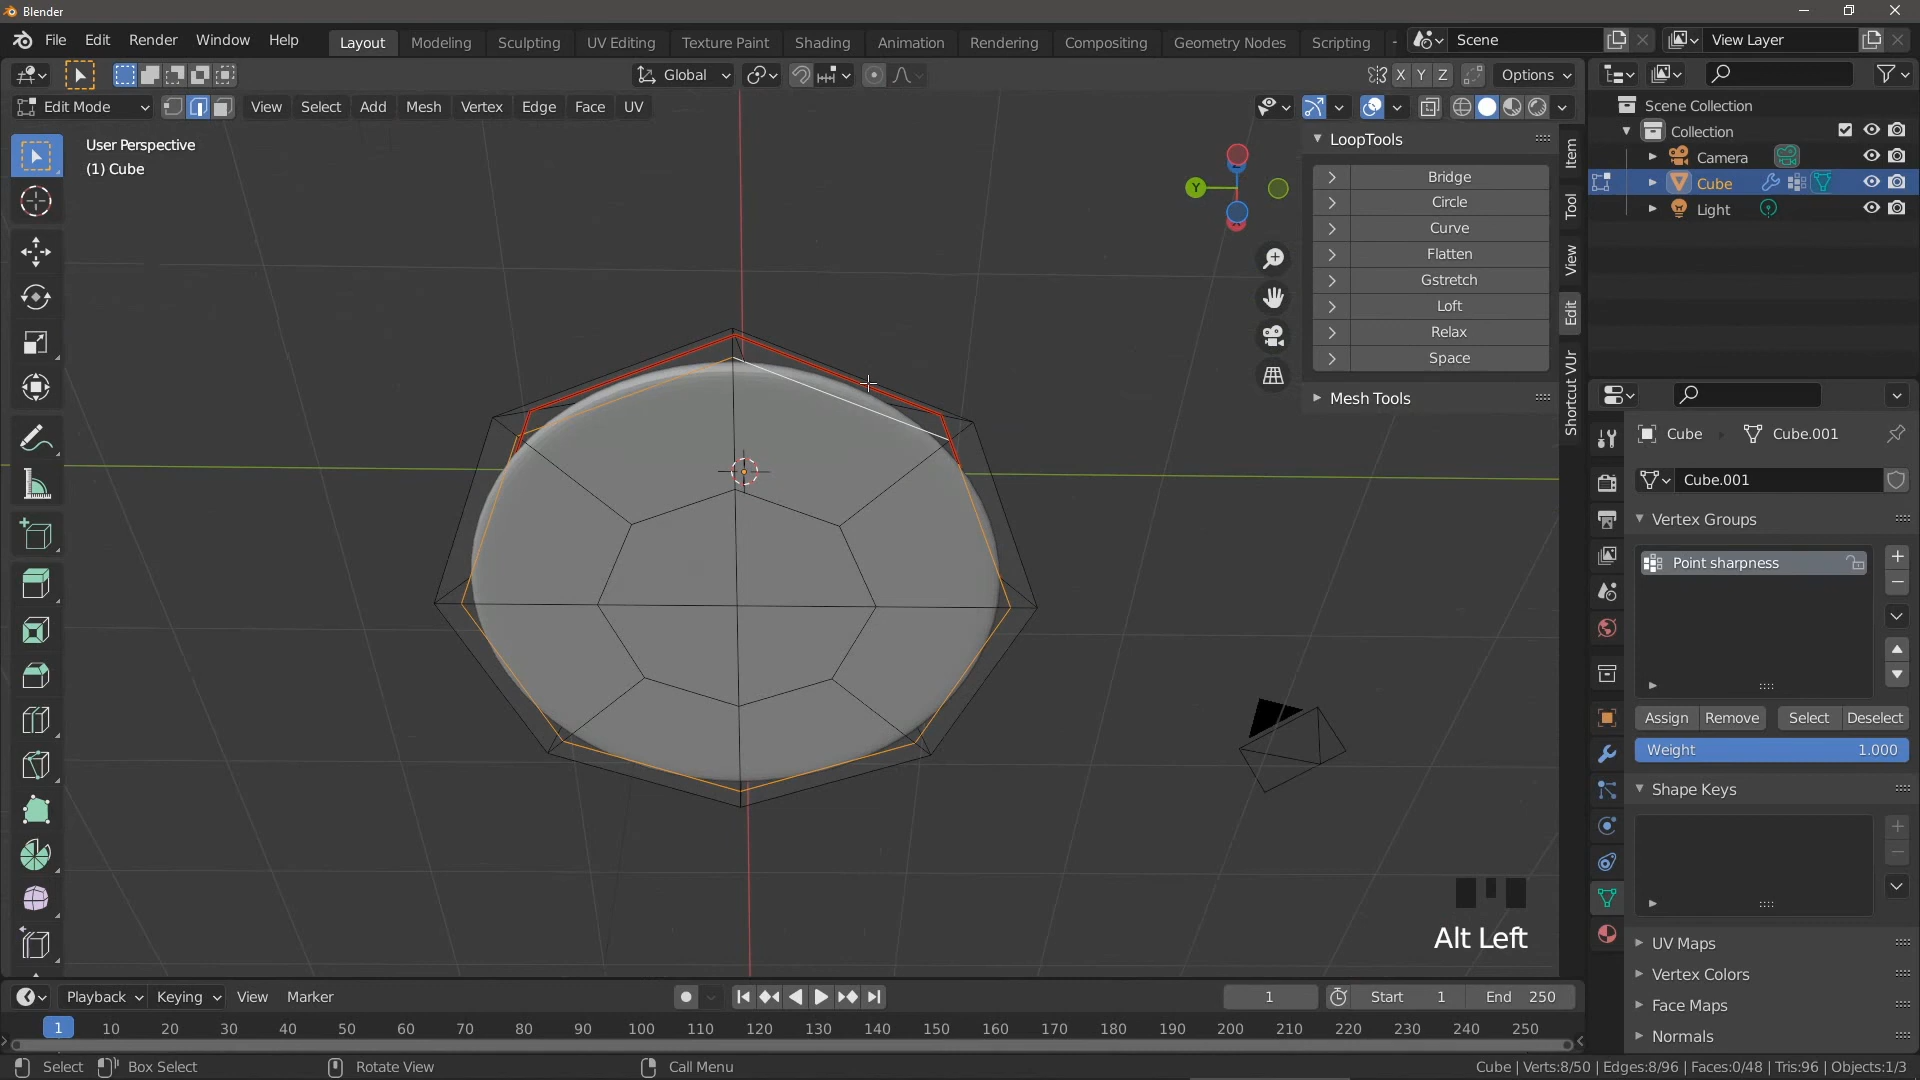 Blender
File Edit Render Window Help Layout Modeling Sculpting UV Editing Texture Paint Shading Animation Rendering Compositing Geometry Nodes Scripting Scene View Layer
Global X Y Z Options
Edit Mode View Select Add Mesh Vertex Edge Face UV
User Perspective
(1) Cube
Y
LoopTools
Bridge
Circle
Curve
Flatten
Gstretch
Loft
Relax
Space
Mesh Tools
Item
Tool
View
Edit
Shortcut VUr
Scene Collection
Collection
Camera
Cube
Light
Cube Cube.001
Cube.001
Vertex Groups
Point sharpness
Assign Remove Select Deselect
Weight 1.000
Shape Keys
UV Maps
Vertex Colors
Face Maps
Normals
Alt Left
Playback Keying View Marker 1 Start 1 End 250
1 10 20 30 40 50 60 70 80 90 100 110 120 130 140 150 160 170 180 190 200 210 220 230 240 250
Select Box Select Rotate View Call Menu Cube | Verts:8/50 | Edges:8/96 | Faces:0/48 | Tris:96 | Objects:1/3